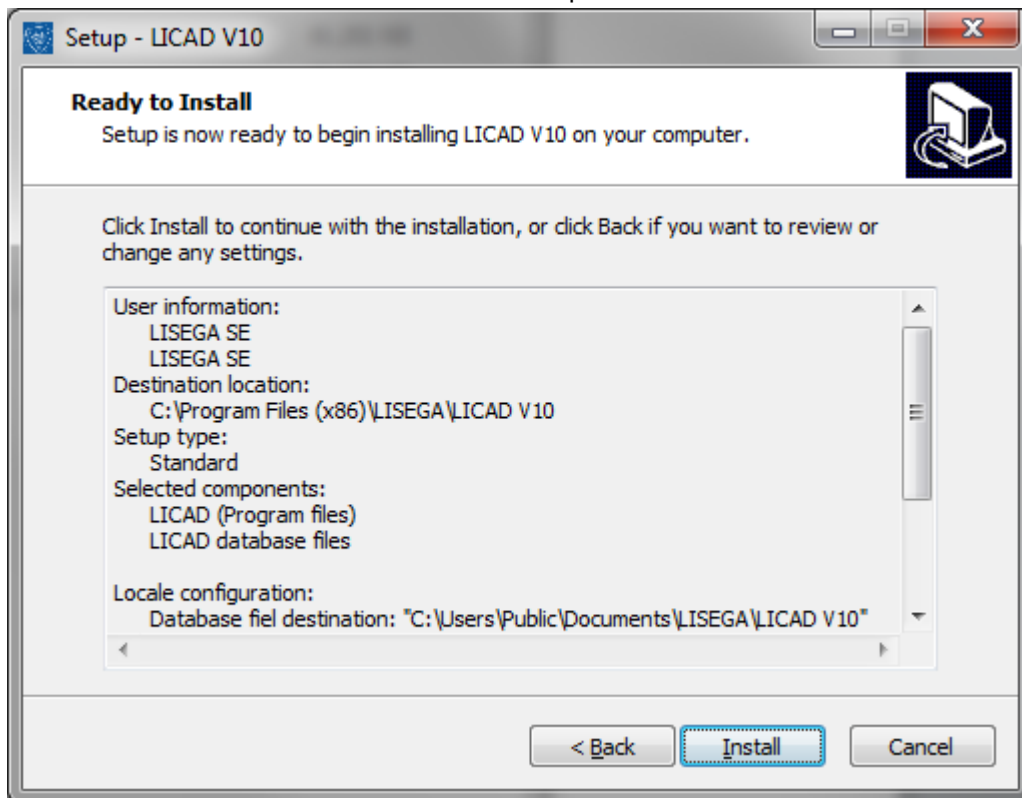 Setup - LICAD V10
Ready to Install
Setup is now ready to begin installing LICAD V10 on your computer.
Click Install to continue with the installation, or click Back if you want to review or
change any settings.
User information:
LISEGA SE
LISEGA SE
Destination location:
C:\Program Files (x86)\LISEGA\LICAD V10
Setup type:
Standard
Selected components:
LICAD (Program files)
LICAD database files
Locale configuration:
Database fiel destination: "C:\Users\Public\Documents\LISEGA\LICAD V10"
< Back Install Cancel